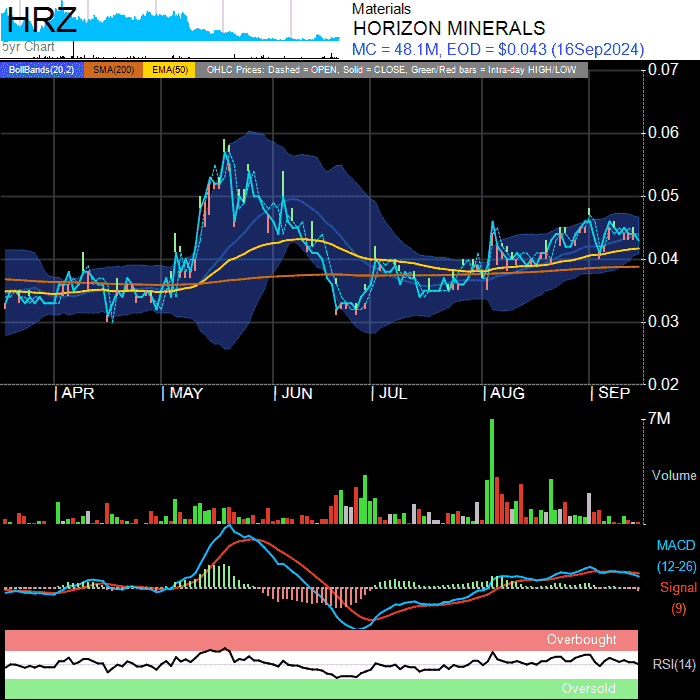 HRZ
5yr Chart
Materials
HORIZON MINERALS
MC = 48.1M, EOD = $0.043 (16Sep2024)
BollBands(20,2) SMA(200) EMA(50) OHLC Prices: Dashed = OPEN, Solid = CLOSE, Green/Red bars = Intra-day HIGH/LOW
0.07
0.06
0.05
0.04
0.03
0.02
APR MAY JUN JUL AUG SEP
7M
Volume
MACD
(12-26)
Signal
(9)
Overbought
RSI(14)
Oversold